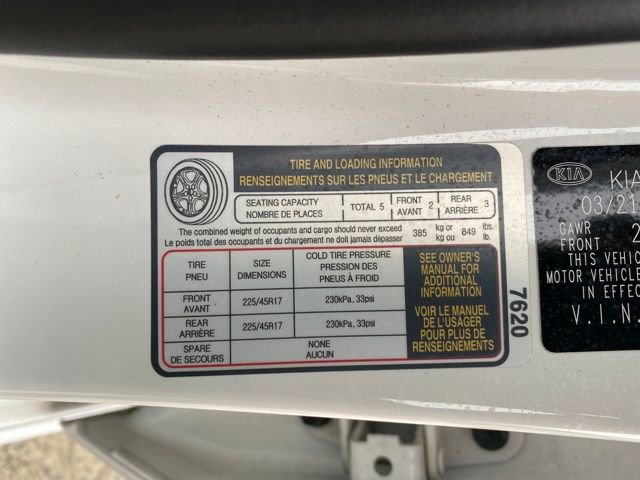 TIRE AND LOADING INFORMATION
RENSEIGNEMENTS SUR LES PNEUS ET LE CHARGEMENT
SEATING CAPACITY
NOMBRE DE PLACES
TOTAL 5
FRONT
AVANT 2
REAR
ARRIÈRE 3
The combined weight of occupants and cargo should never exceed
Le poids total des occupants et du chargement ne doit jamais dépasser
385 kg or
kg ou
849 lbs.
lb.
TIRE
PNEU
SIZE
DIMENSIONS
COLD TIRE PRESSURE
PRESSION DES
PNEUS À FROID
FRONT
AVANT
225/45R17
230kPa, 33psi
REAR
ARRIÈRE
225/45R17
230kPa, 33psi
SPARE
DE SECOURS
NONE
AUCUN
SEE OWNER'S
MANUAL FOR
ADDITIONAL
INFORMATION
VOIR LE MANUEL
DE L'USAGER
POUR PLUS DE
RENSEIGNEMENTS
7620
KIA
KIA
03/21
GAWR
FRONT 2
THIS
MOTOR VEHICLE
IN EFFEC
V.I.N.